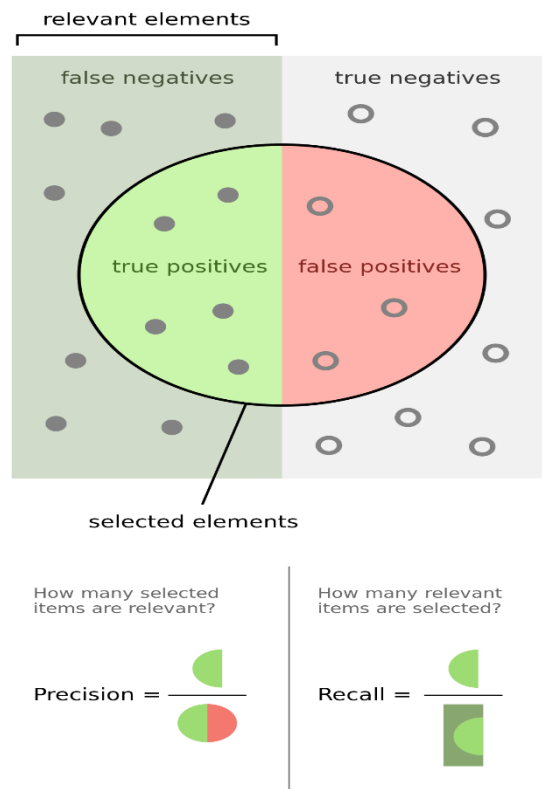 relevant elements
false negatives
true negatives
true positives
false positives
selected elements
How many selected
items are relevant?
How many relevant
items are selected?
Precision =
Recall =